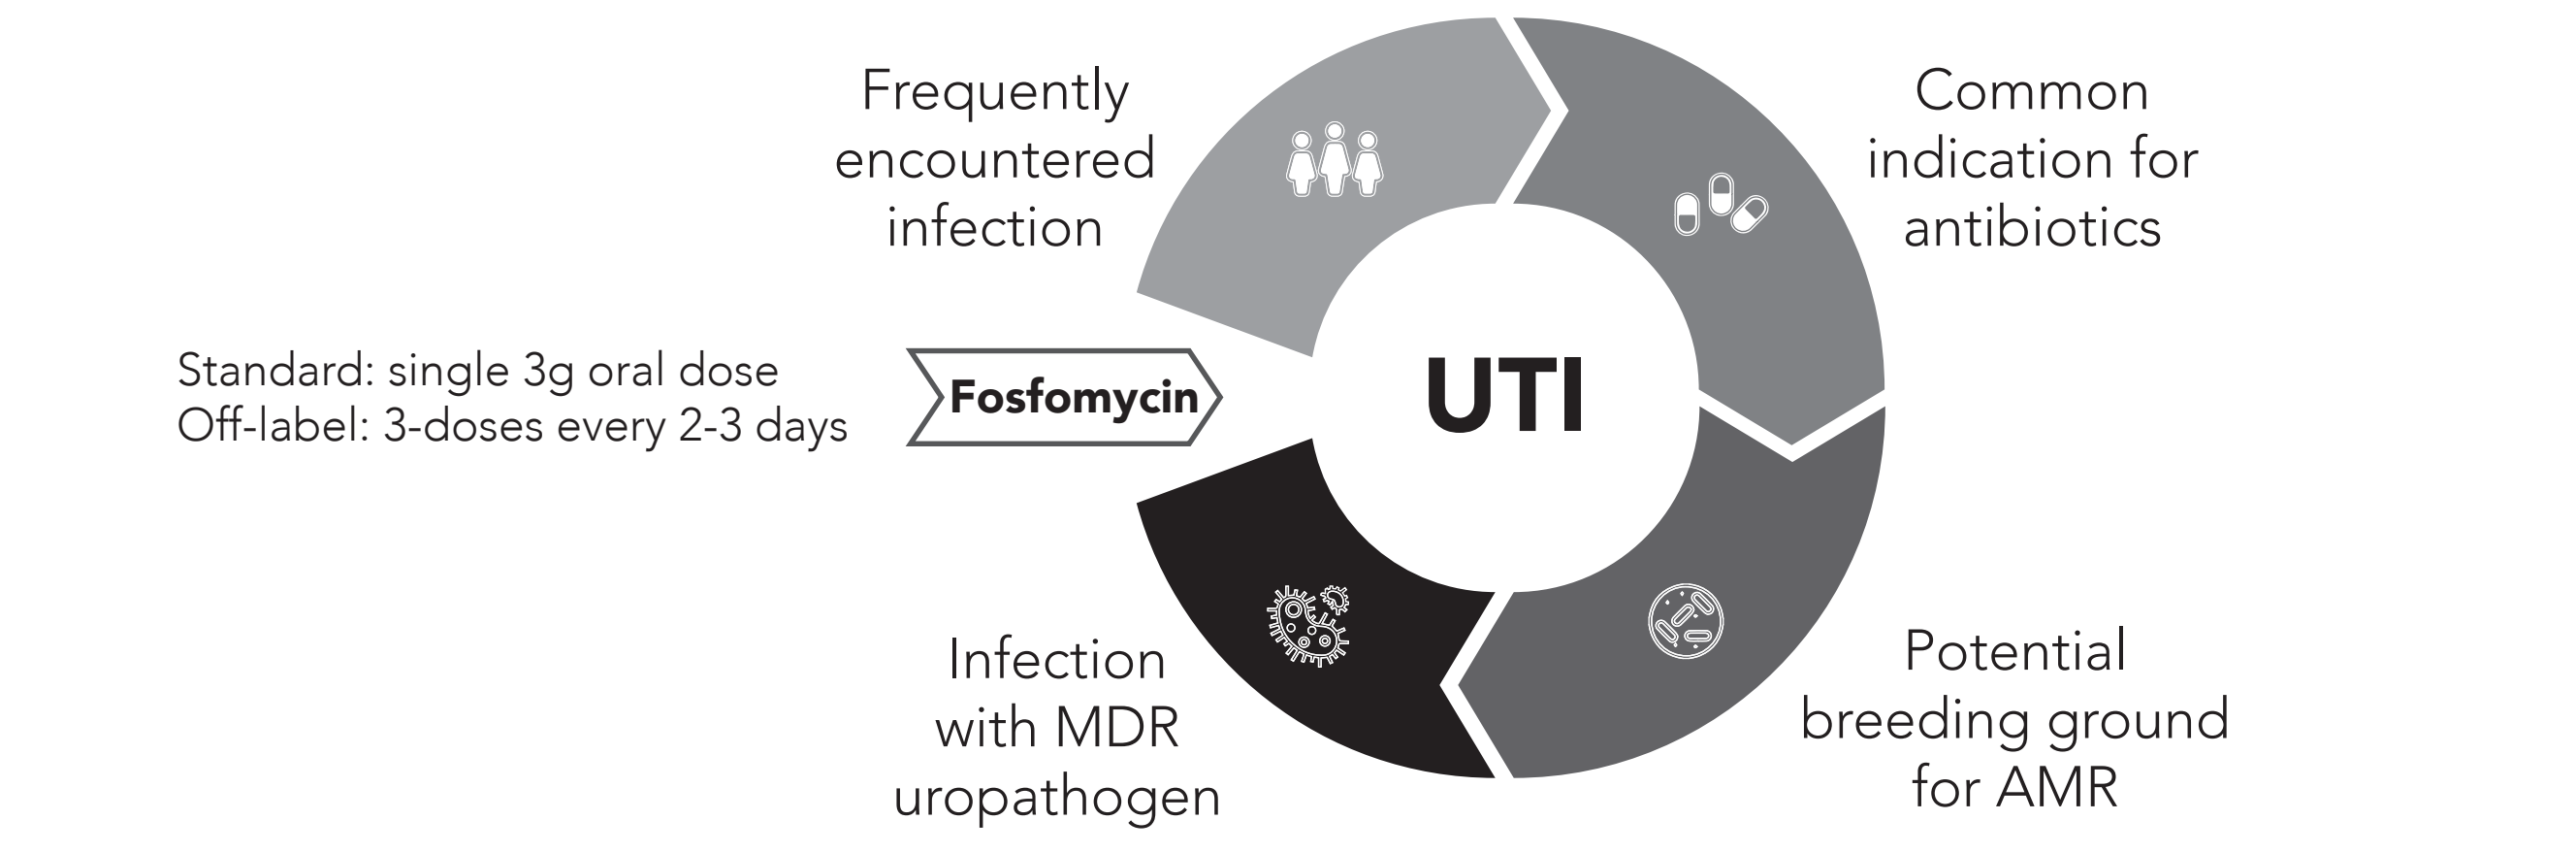 Frequently
encountered
infection
Common
indication for
antibiotics
Standard: single 3g oral dose
Off-label: 3-doses every 2-3 days
Fosfomycin
UTI
Infection
with MDR
uropathogen
Potential
breeding ground
for AMR